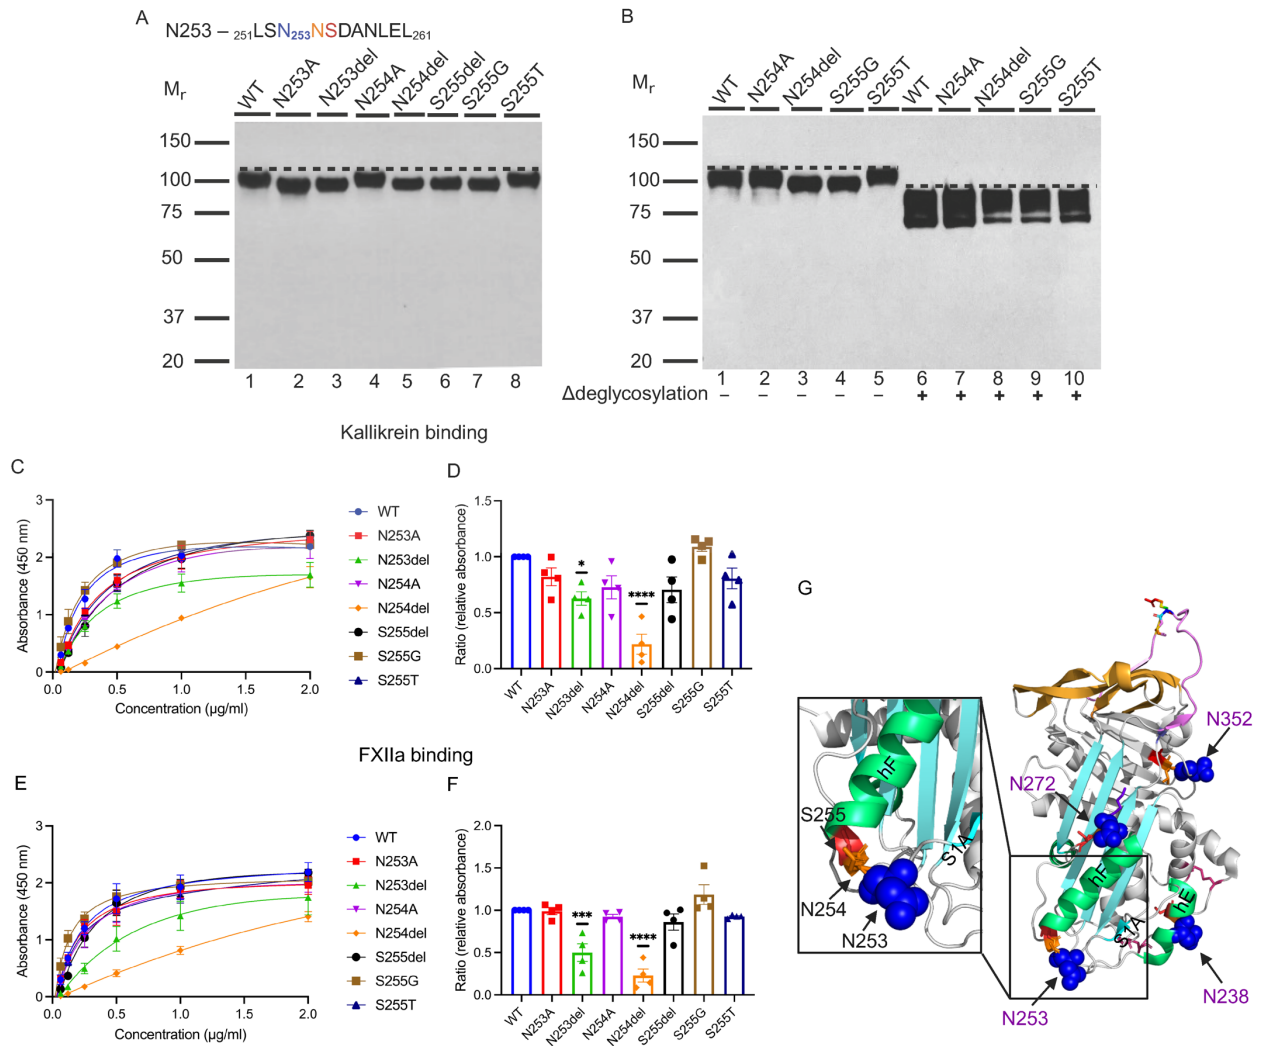 A
N253 – 251LSN253NSDANLEL261
Mr
WT N253A N253del N254A N254del S255del S255G S255T
150
100
75
50
37
20
1 2 3 4 5 6 7 8
B
Mr
WT N254A N254del S255G S255T WT N254A N254del S255G S255T
150
100
75
50
37
20
1 2 3 4 5 6 7 8 9 10
Δdeglycosylation – – – – – + + + + +
Kallikrein binding
C
Absorbance (450 nm)
3
2
1
0
0.0 0.5 1.0 1.5 2.0
Concentration (µg/ml)
WT
N253A
N253del
N254A
N254del
S255del
S255G
S255T
D
Ratio (relative absorbance)
1.5
1.0
0.5
0.0
*
****
WT N253A N253del N254A N254del S255del S255G S255T
FXIIa binding
E
Absorbance (450 nm)
3
2
1
0
0.0 0.5 1.0 1.5 2.0
Concentration (µg/ml)
WT
N253A
N253del
N254A
N254del
S255del
S255G
S255T
F
Ratio (relative absorbance)
2.0
1.5
1.0
0.5
0.0
***
****
WT N253A N253del N254A N254del S255del S255G S255T
G
hF
S255
S1A
N254
N253
N352
N272
hF
hE
S1A
N253
N238